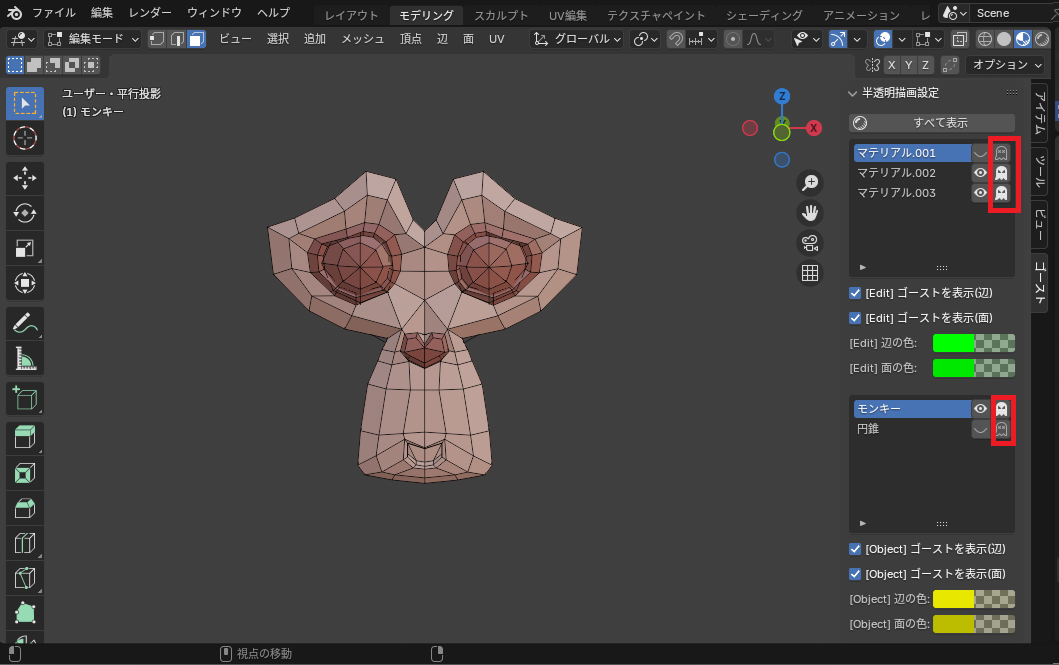 ファイル 編集 レンダー ウィンドウ ヘルプ レイアウト モデリング スカルプト UV編集 テクスチャペイント シェーディング アニメーション レ Scene
編集モード ビュー 選択 追加 メッシュ 頂点 辺 面 UV グローバル
X Y Z オプション
ユーザー・平行投影
(1) モンキー
Z
X
半透明描画設定
すべて表示
マテリアル.001
マテリアル.002
マテリアル.003
[Edit] ゴーストを表示(辺)
[Edit] ゴーストを表示(面)
[Edit] 辺の色:
[Edit] 面の色:
モンキー
円錐
[Object] ゴーストを表示(辺)
[Object] ゴーストを表示(面)
[Object] 辺の色:
[Object] 面の色:
アイテム
ツール
ビュー
ゴースト
視点の移動